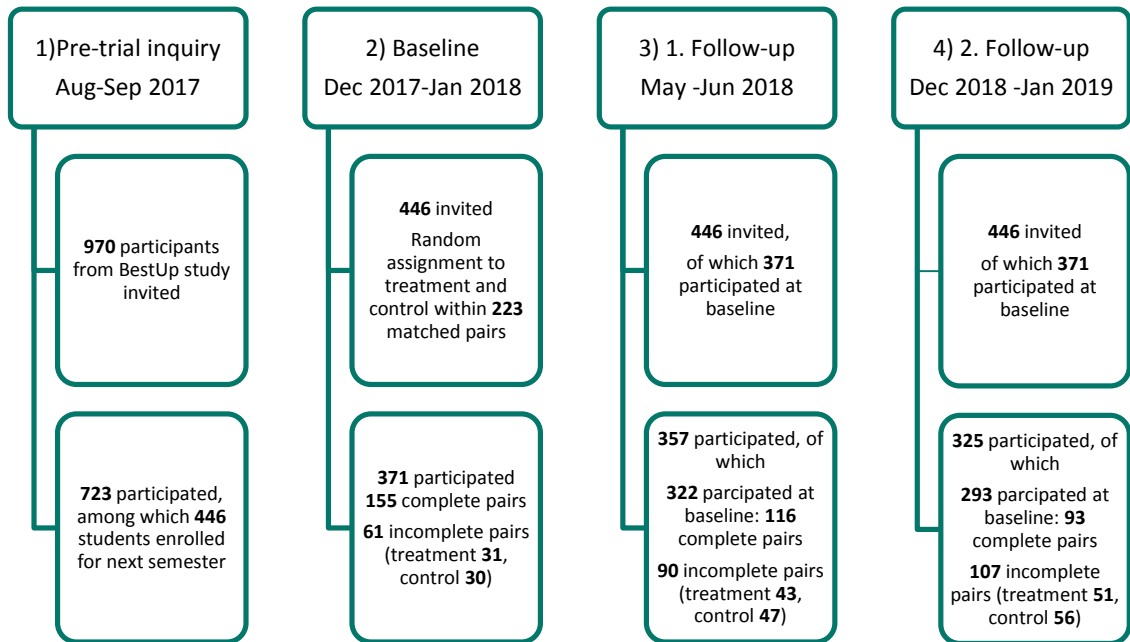 1)Pre-trial inquiry
Aug-Sep 2017
970 participants
from BestUp study
invited
723 participated,
among which 446
students enrolled
for next semester
2) Baseline
Dec 2017-Jan 2018
446 invited
Random
assignment to
treatment and
control within 223
matched pairs
371 participated
155 complete pairs
61 incomplete pairs
(treatment 31,
control 30)
3) 1. Follow-up
May -Jun 2018
446 invited,
of which 371
participated at
baseline
357 participated, of
which
322 parcipated at
baseline: 116
complete pairs
90 incomplete pairs
(treatment 43,
control 47)
4) 2. Follow-up
Dec 2018 -Jan 2019
446 invited
of which 371
participated at
baseline
325 participated, of
which
293 parcipated at
baseline: 93
complete pairs
107 incomplete
pairs (treatment 51,
control 56)